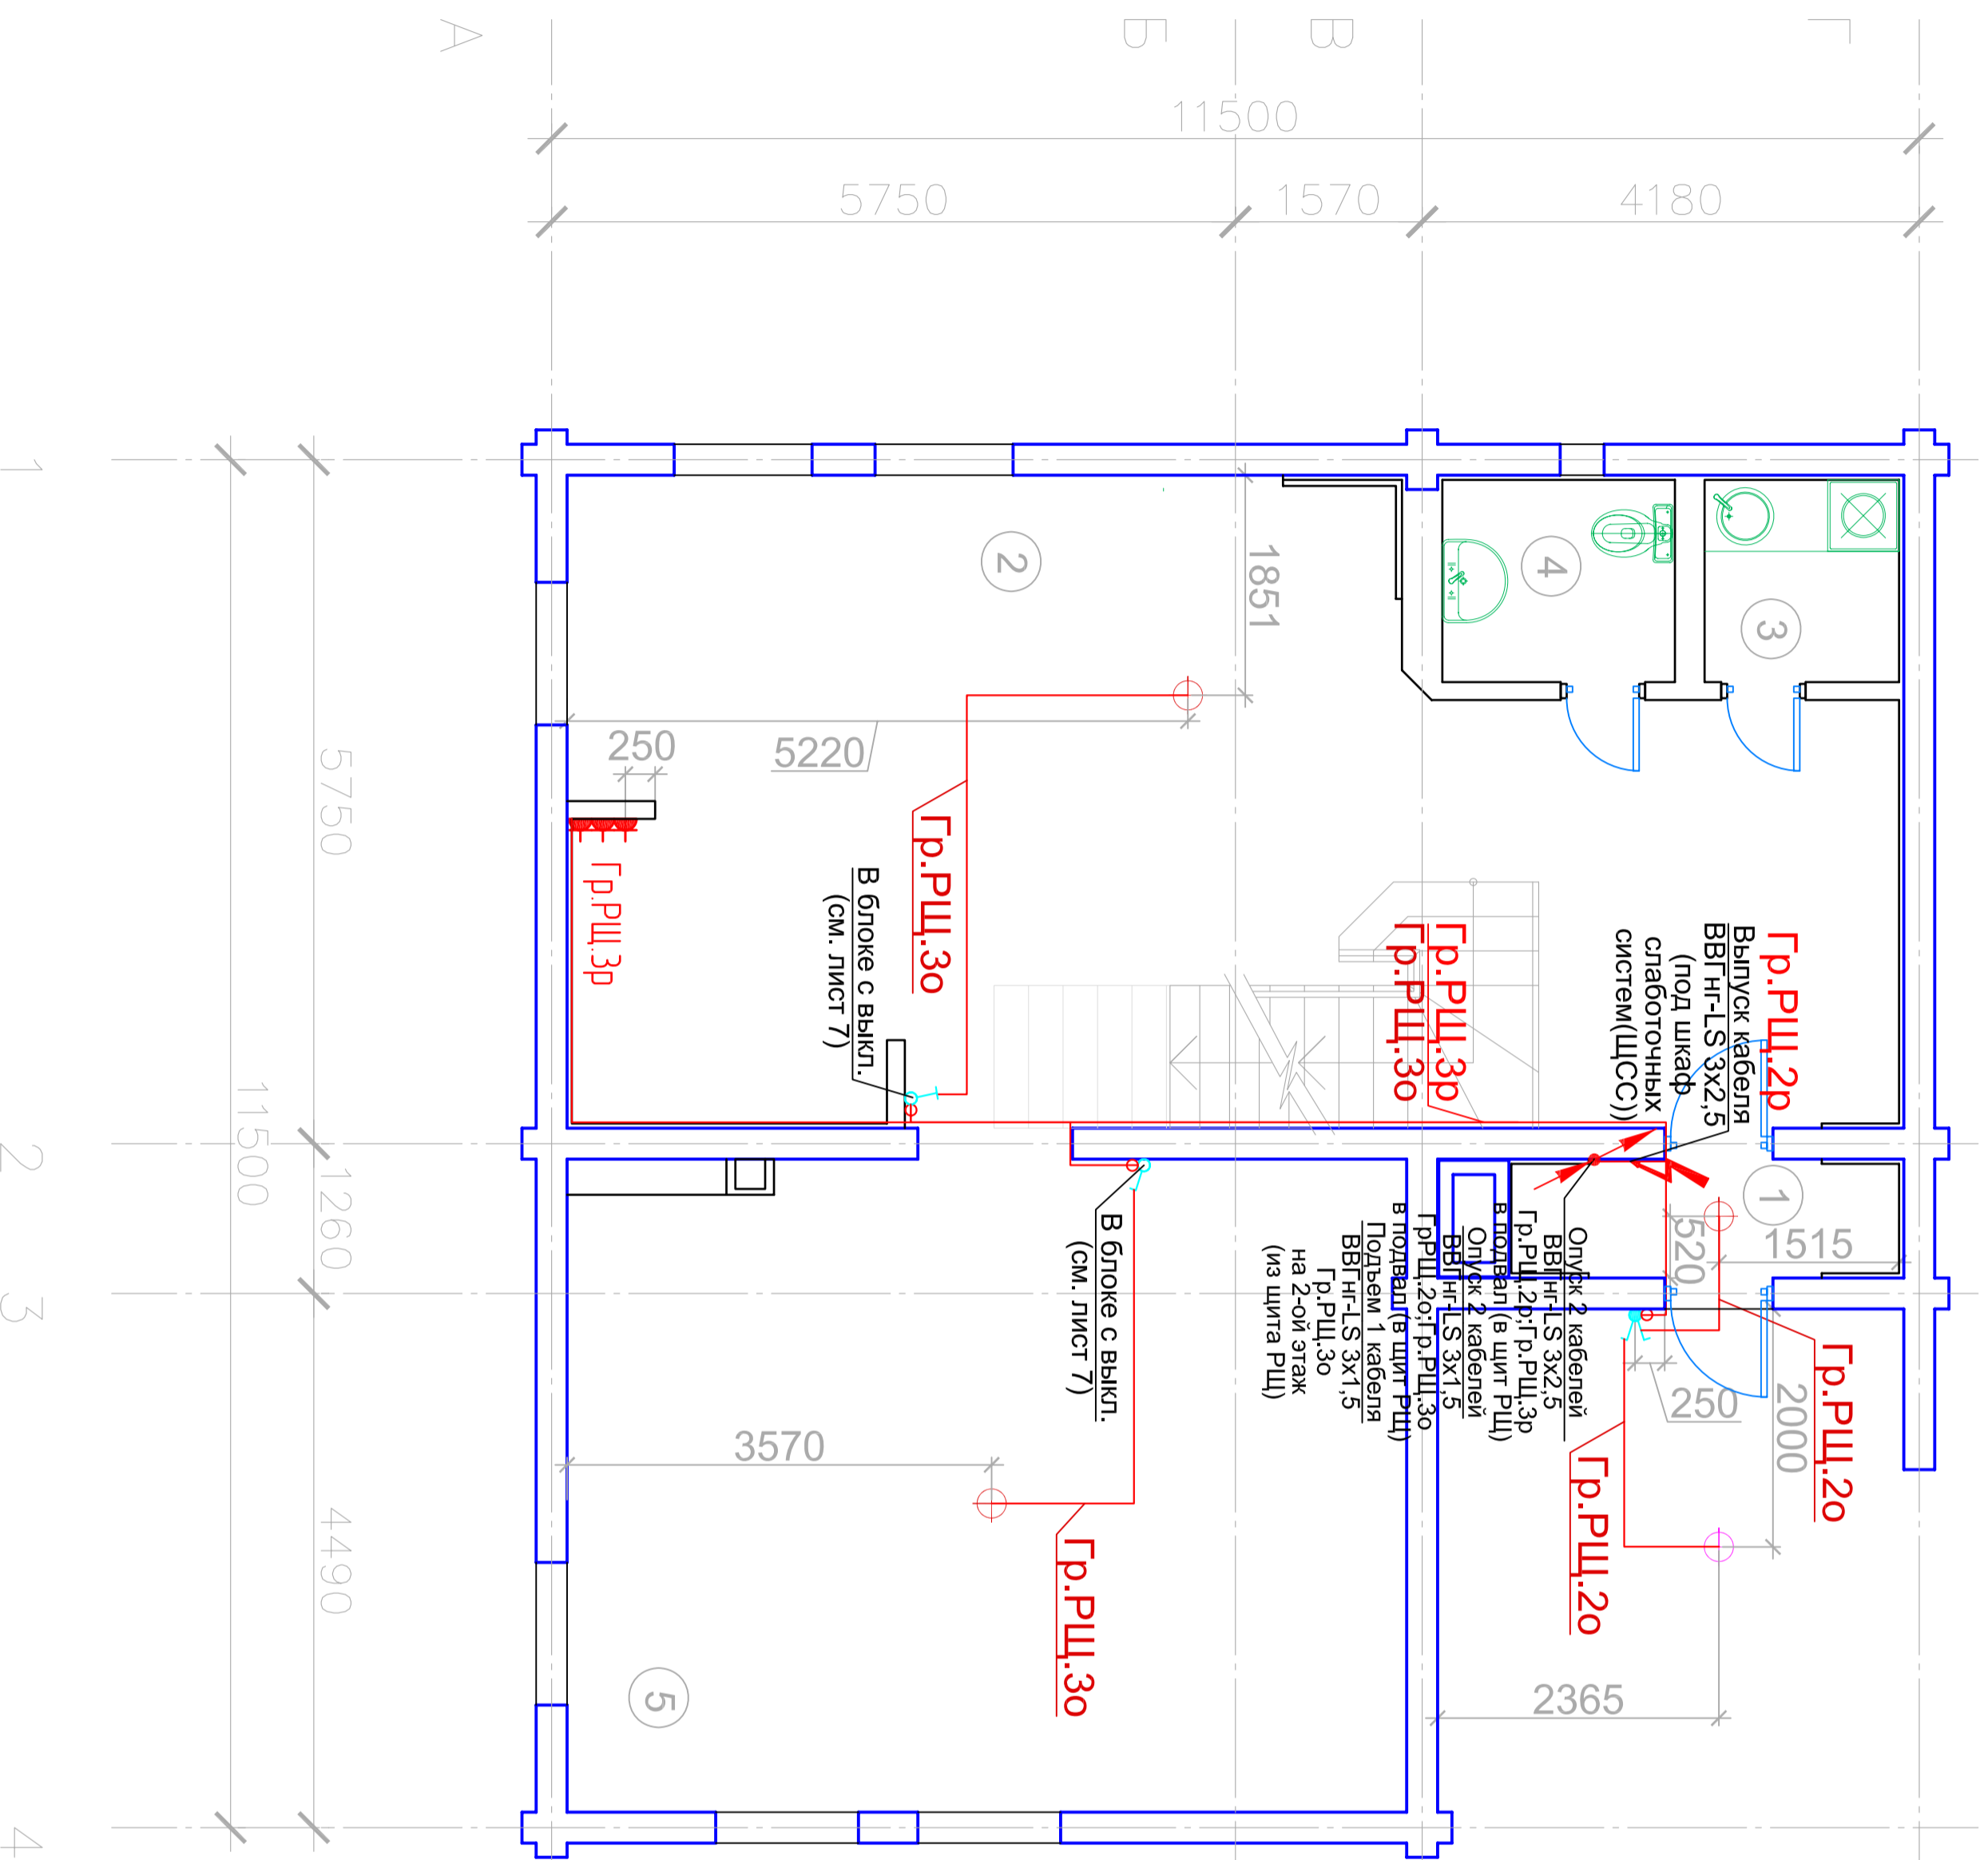 А
Б
В
Г
11500
5750
1570
4180
1
2
3
4
5750
1260
4490
11500
2
4
3
1
5
1851
5220
250
Гр.РЩ.3о
Гр.РЩ.3р
В блоке с выкл.
(см. лист 7)
Гр.РЩ.3р
Гр.РЩ.3о
Гр.РЩ.2р
Выпуск кабеля
ВВГнг-LS 3х2,5
(под шкаф
слаботочных
систем(ЩСС))
520
1515
Опуск 2 кабелей
ВВГнг-LS 3х2,5
Гр.РЩ.2р;Гр.РЩ.3р
в подвал (в щит РЩ)
Опуск 2 кабелей
ВВГнг-LS 3х1,5
ГрРЩ.2о;Гр.РЩ.3о
в подвал (в щит РЩ)
Подъем 1 кабеля
ВВГнг-LS 3х1,5
Гр.РЩ.3о
на 2-ой этаж
(из щита РЩ)
В блоке с выкл.
(см. лист 7)
250
2000
Гр.РЩ.2о
Гр.РЩ.2о
3570
Гр.РЩ.3о
2365